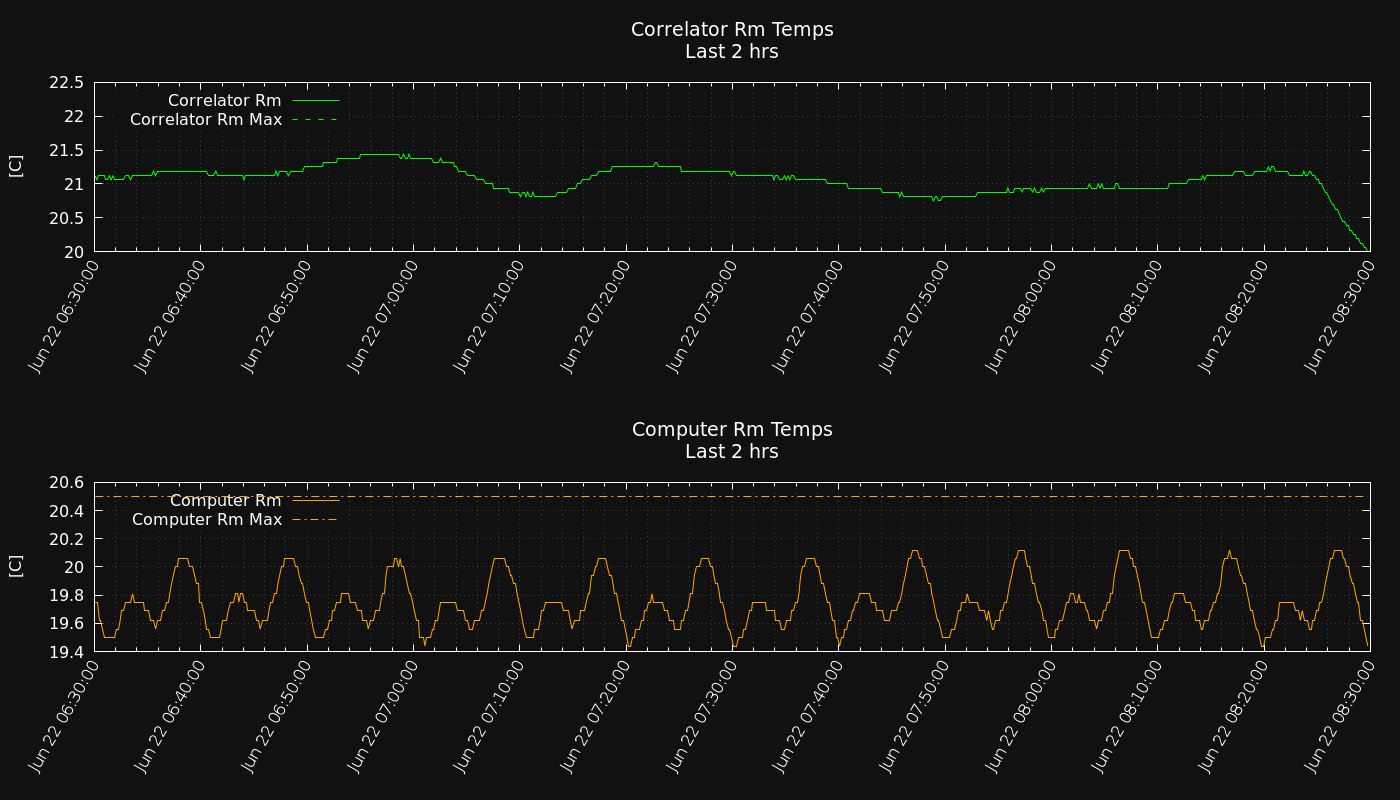 Correlator Rm Temps
Last 2 hrs
22.5
22
21.5
21
20.5
20
[C]
Correlator Rm
Correlator Rm Max
Jun 22 06:30:00
Jun 22 06:40:00
Jun 22 06:50:00
Jun 22 07:00:00
Jun 22 07:10:00
Jun 22 07:20:00
Jun 22 07:30:00
Jun 22 07:40:00
Jun 22 07:50:00
Jun 22 08:00:00
Jun 22 08:10:00
Jun 22 08:20:00
Jun 22 08:30:00
Computer Rm Temps
Last 2 hrs
20.6
20.4
20.2
20
19.8
19.6
19.4
[C]
Computer Rm
Computer Rm Max
Jun 22 06:30:00
Jun 22 06:40:00
Jun 22 06:50:00
Jun 22 07:00:00
Jun 22 07:10:00
Jun 22 07:20:00
Jun 22 07:30:00
Jun 22 07:40:00
Jun 22 07:50:00
Jun 22 08:00:00
Jun 22 08:10:00
Jun 22 08:20:00
Jun 22 08:30:00